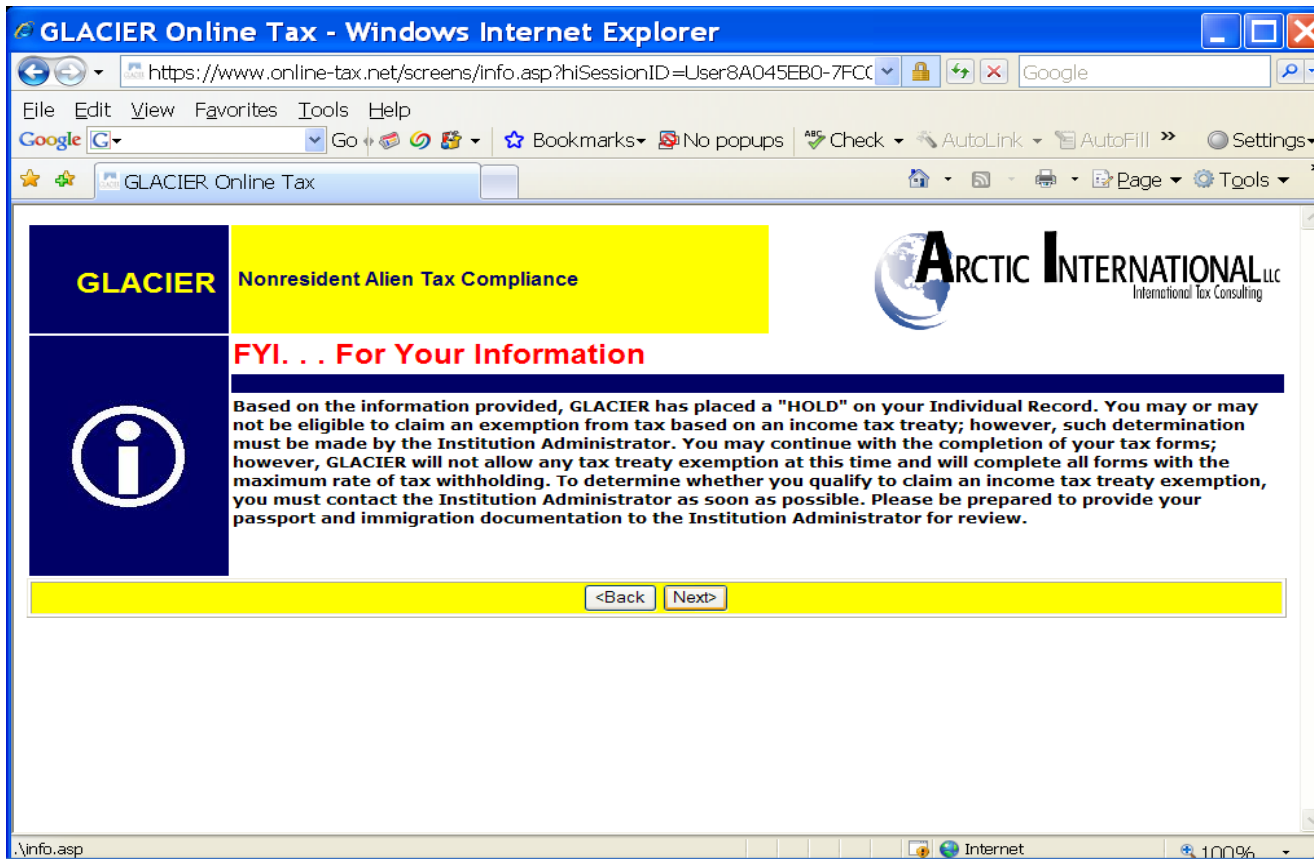 GLACIER Online Tax - Windows Internet Explorer
https://www.online-tax.net/screens/info.asp?hiSessionID=User8A045EB0-7FC
Google
File Edit View Favorites Tools Help
Google G Go Bookmarks No popups ABC Check AutoLink AutoFill » Settings
GLACIER Online Tax
Page Tools
GLACIER
Nonresident Alien Tax Compliance
ARCTIC INTERNATIONAL LLC
International Tax Consulting
FYI. . . For Your Information
Based on the information provided, GLACIER has placed a "HOLD" on your Individual Record. You may or may
not be eligible to claim an exemption from tax based on an income tax treaty; however, such determination
must be made by the Institution Administrator. You may continue with the completion of your tax forms;
however, GLACIER will not allow any tax treaty exemption at this time and will complete all forms with the
maximum rate of tax withholding. To determine whether you qualify to claim an income tax treaty exemption,
you must contact the Institution Administrator as soon as possible. Please be prepared to provide your
passport and immigration documentation to the Institution Administrator for review.
<Back Next>
.\info.asp
Internet
100%